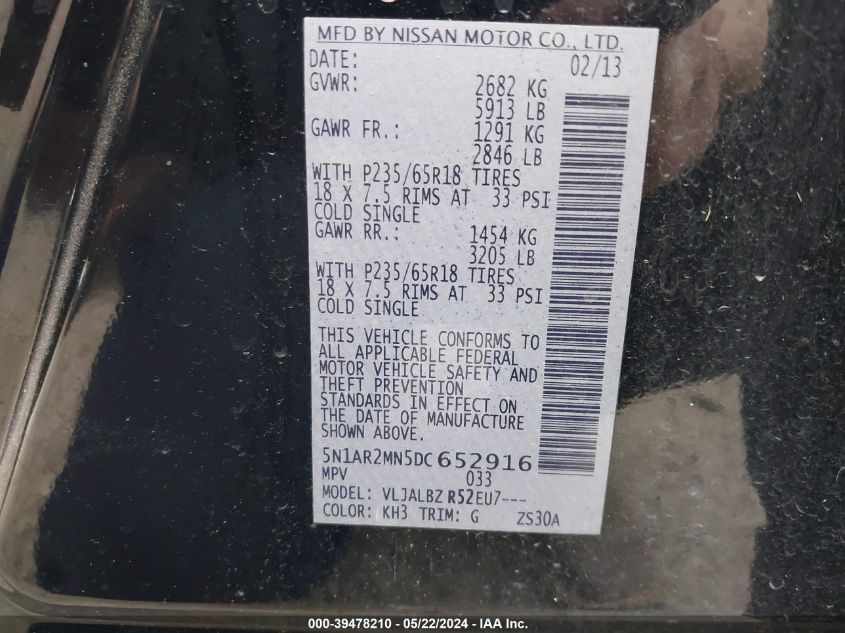 MFD BY NISSAN MOTOR CO., LTD.
DATE: 02/13
GVWR: 2682 KG
5913 LB
GAWR FR.: 1291 KG
2846 LB
WITH P235/65R18 TIRES
18 X 7.5 RIMS AT 33 PSI
COLD SINGLE
GAWR RR.: 1454 KG
3205 LB
WITH P235/65R18 TIRES
18 X 7.5 RIMS AT 33 PSI
COLD SINGLE
THIS VEHICLE CONFORMS TO
ALL APPLICABLE FEDERAL
MOTOR VEHICLE SAFETY AND
THEFT PREVENTION
STANDARDS IN EFFECT ON
THE DATE OF MANUFACTURE
SHOWN ABOVE.
5N1AR2MN5DC652916
MPV 033
MODEL: VLJALBZ R52EU7---
COLOR: KH3 TRIM: G ZS30A
000-39478210 - 05/22/2024 - IAA Inc.